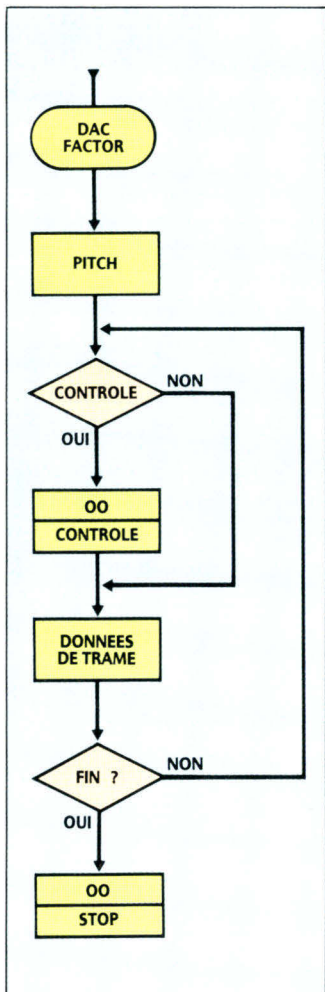 DAC
FACTOR
PITCH
CONTROLE
NON
OUI
OO
CONTROLE
DONNEES
DE TRAME
FIN ?
NON
OUI
OO
STOP